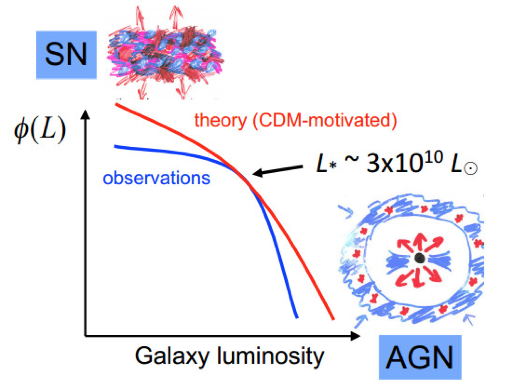 SN
ϕ(L)
theory (CDM-motivated)
L* ~ 3x10¹⁰ L☉
observations
Galaxy luminosity
AGN